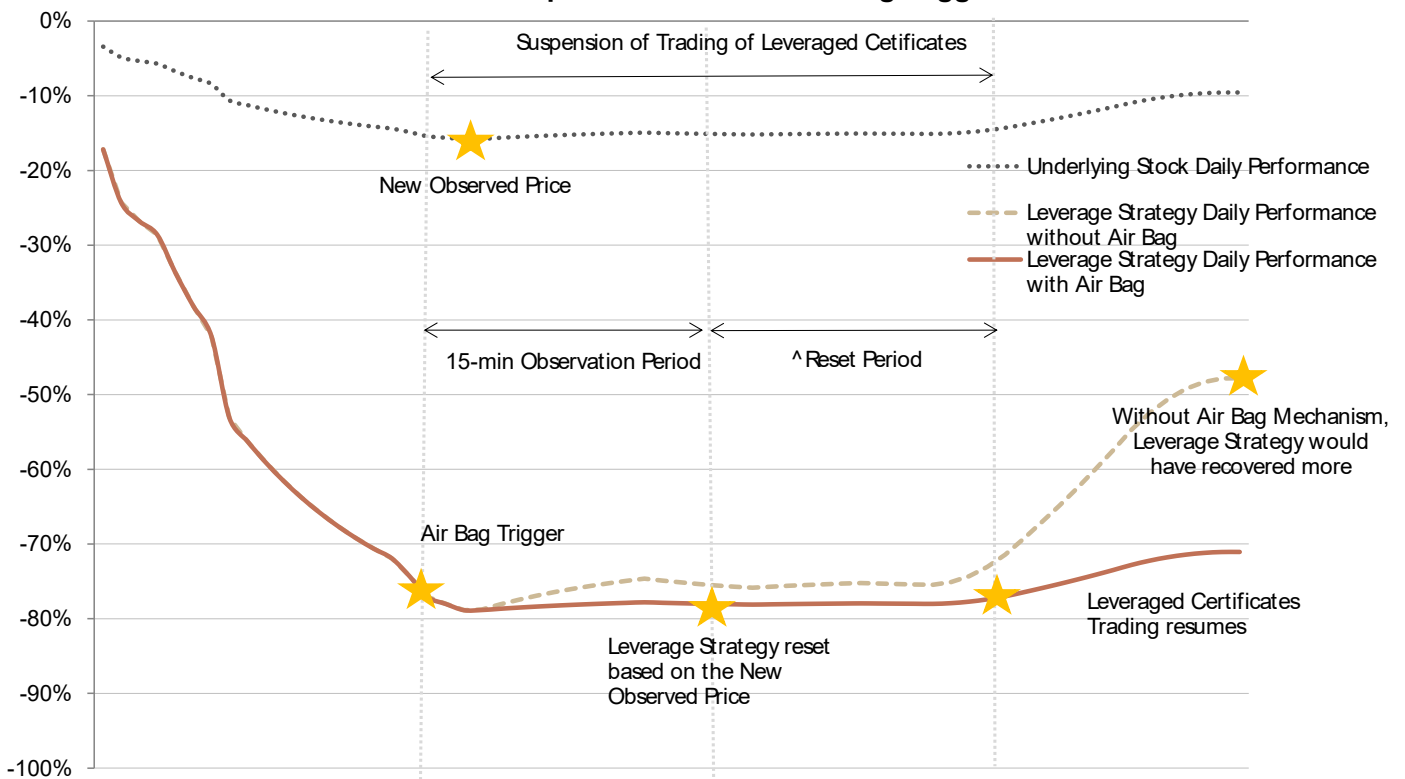 0%
-10%
-20%
-30%
-40%
-50%
-60%
-70%
-80%
-90%
-100%
Suspension of Trading of Leveraged Cetificates
New Observed Price
Underlying Stock Daily Performance
Leverage Strategy Daily Performance
without Air Bag
Leverage Strategy Daily Performance
with Air Bag
15-min Observation Period
^Reset Period
Without Air Bag Mechanism,
Leverage Strategy would
have recovered more
Air Bag Trigger
Leveraged Certificates
Trading resumes
Leverage Strategy reset
based on the New
Observed Price